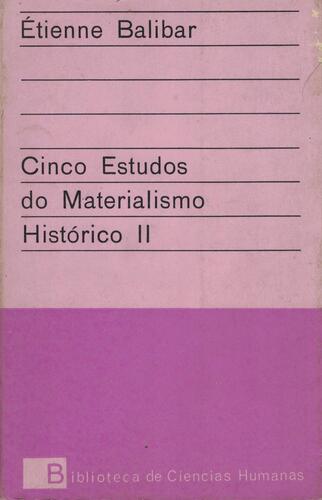 Étienne Balibar
Cinco Estudos
do Materialismo
Histórico II
Biblioteca de Ciencias Humanas